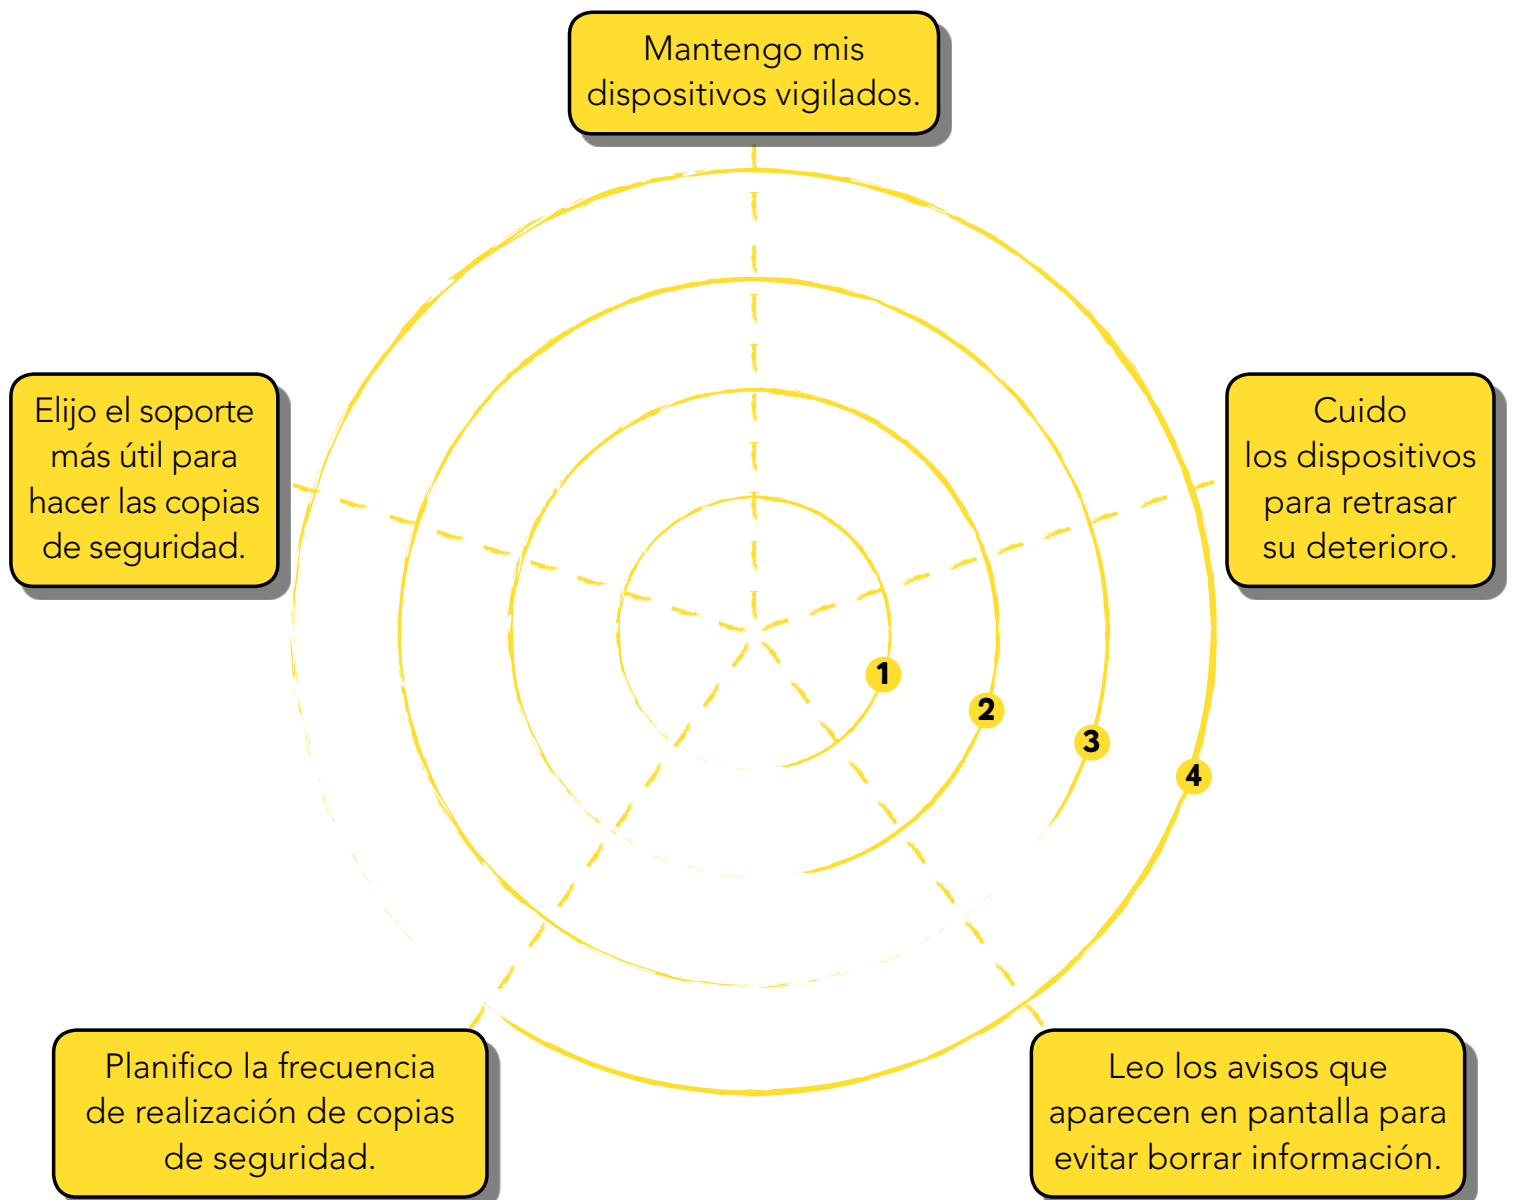 Mantengo mis
dispositivos vigilados.
Elijo el soporte
más útil para
hacer las copias
de seguridad.
Cuido
los dispositivos
para retrasar
su deterioro.
1
2
3
4
Planifico la frecuencia
de realización de copias
de seguridad.
Leo los avisos que
aparecen en pantalla para
evitar borrar información.